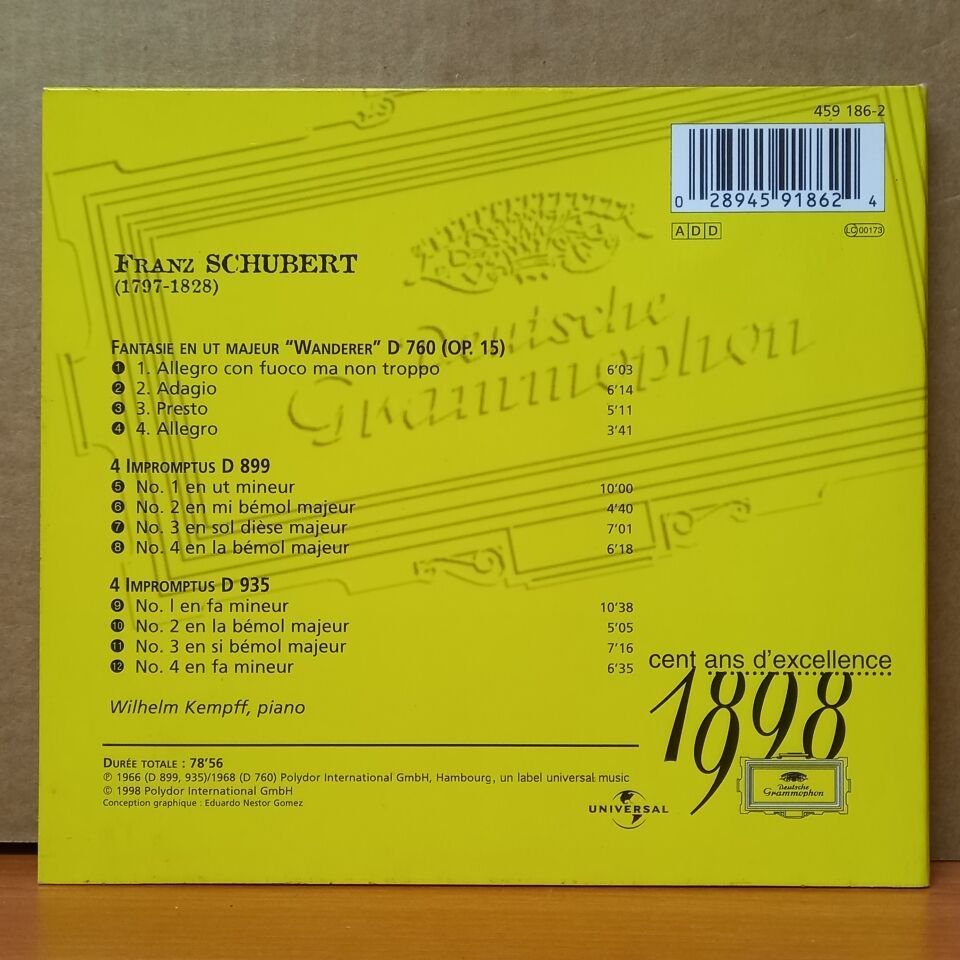 459 186-2
0 28945 91862 4
ADD
LC 00173
Franz SCHUBERT
(1797-1828)
Deutsche
Grammophon
Fantasie en ut majeur “Wanderer” D 760 (OP. 15)
1 1. Allegro con fuoco ma non troppo 6’03
2 2. Adagio 6’14
3 3. Presto 5’11
4 4. Allegro 3’41
4 Impromptus D 899
5 No. 1 en ut mineur 10’00
6 No. 2 en mi bémol majeur 4’40
7 No. 3 en sol dièse majeur 7’01
8 No. 4 en la bémol majeur 6’18
4 Impromptus D 935
9 No. l en fa mineur 10’38
10 No. 2 en la bémol majeur 5’05
11 No. 3 en si bémol majeur 7’16
12 No. 4 en fa mineur 6’35
Wilhelm Kempff, piano
cent ans d’excellence
1898
1998
Durée totale : 78’56
℗ 1966 (D 899, 935)/1968 (D 760) Polydor International GmbH, Hambourg, un label universal music
© 1998 Polydor International GmbH
Conception graphique : Eduardo Nestor Gomez
UNIVERSAL
Deutsche
Grammophon